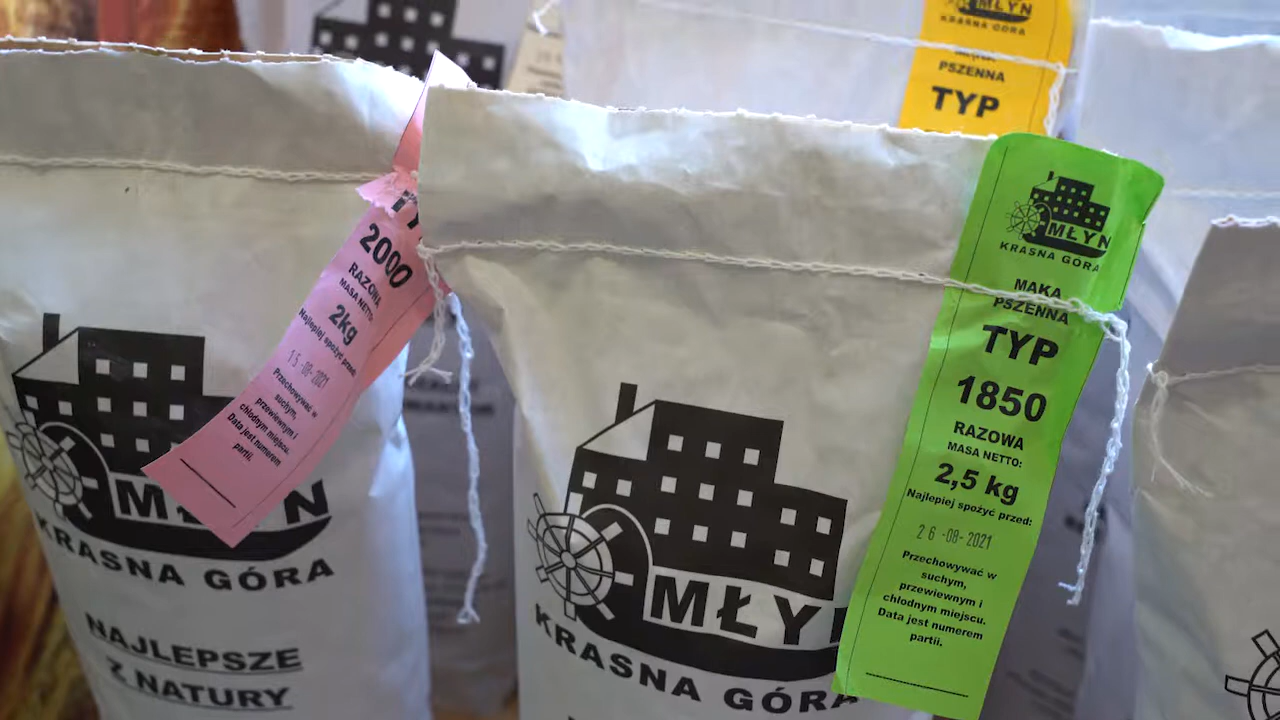 MŁYN
KRASNA GÓRA
PSZENNA
TYP
2000
RAZOWA
MASA NETTO:
2kg
Najlepiej spożyć przed:
15-08-2021
Przechowywać w
suchym,
przewiewnym i
chłodnym miejscu.
Data jest numerem
partii.
KRASNA GÓRA
NAJLEPSZE
Z NATURY
MŁYN
KRASNA GÓRA
MŁYN
KRASNA GÓRA
MĄKA
PSZENNA
TYP
1850
RAZOWA
MASA NETTO:
2,5 kg
Najlepiej spożyć przed:
26-08-2021
Przechowywać w
suchym,
przewiewnym i
chłodnym miejscu.
Data jest numerem
partii.